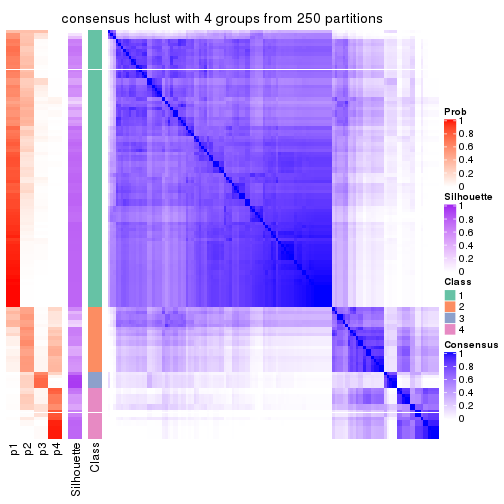 consensus hclust with 4 groups from 250 partitions
Prob
1
0.8
0.6
0.4
0.2
0
Silhouette
1
0.8
0.6
0.4
0.2
0
Class
1
2
3
4
Consensus
1
0.8
0.6
0.4
0.2
0
p1
p2
p3
p4
Silhouette
Class